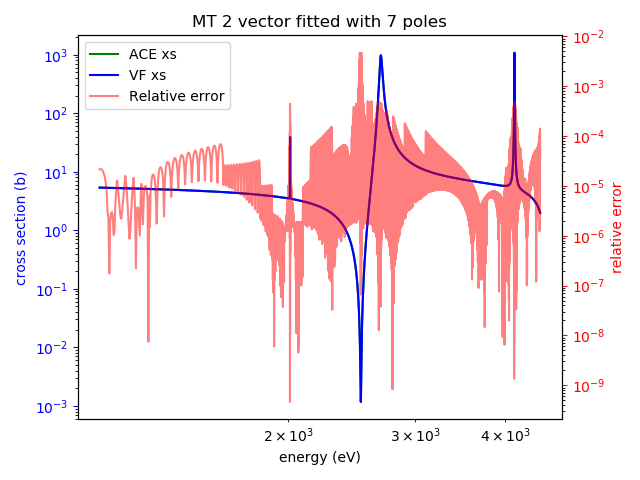 MT 2 vector fitted with 7 poles
ACE xs
VF xs
Relative error
cross section (b)
10³
10²
10¹
10⁰
10⁻¹
10⁻²
10⁻³
10⁻²
10⁻³
10⁻⁴
10⁻⁵
10⁻⁶
10⁻⁷
10⁻⁸
10⁻⁹
relative error
2 × 10³ 3 × 10³ 4 × 10³
energy (eV)